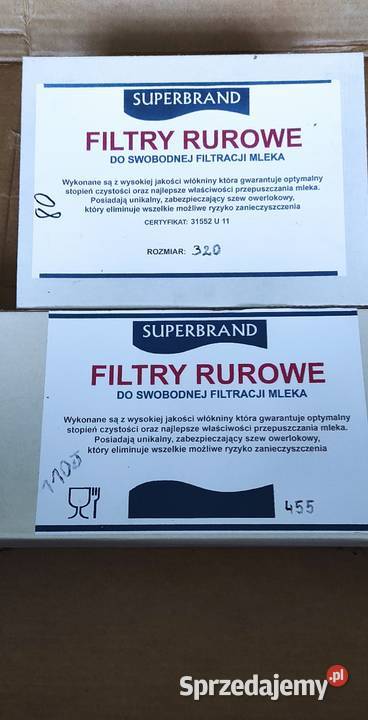 SUPERBRAND
FILTRY RUROWE
DO SWOBODNEJ FILTRACJI MLEKA
Wykonane są z wysokiej jakości włókniny która gwarantuje optymalny
stopień czystości oraz najlepsze właściwości przepuszczania mleka.
Posiadają unikalny, zabezpieczający szew owerlokowy,
który eliminuje wszelkie możliwe ryzyko zanieczyszczenia
CERTYFIKAT: 31552 U 11
80
ROZMIAR: 320
SUPERBRAND
FILTRY RUROWE
DO SWOBODNEJ FILTRACJI MLEKA
Wykonane są z wysokiej jakości włókniny która gwarantuje optymalny
stopień czystości oraz najlepsze właściwości przepuszczania mleka.
Posiadają unikalny, zabezpieczający szew owerlokowy,
który eliminuje wszelkie możliwe ryzyko zanieczyszczenia
455
Sprzedajemy.pl